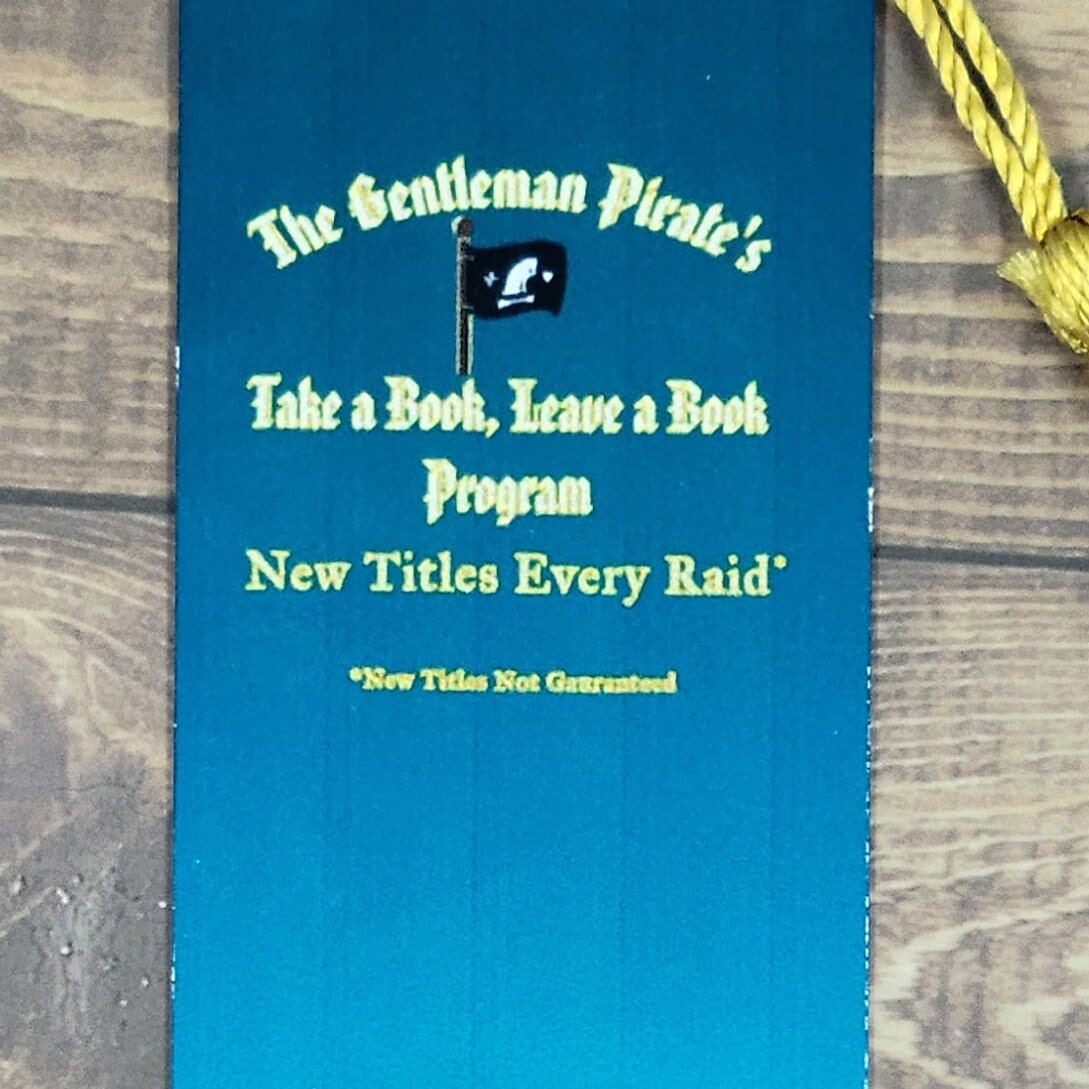 The Gentleman Pirate's
Take a Book, Leave a Book
Program
New Titles Every Raid*
*New Titles Not Gauranteed